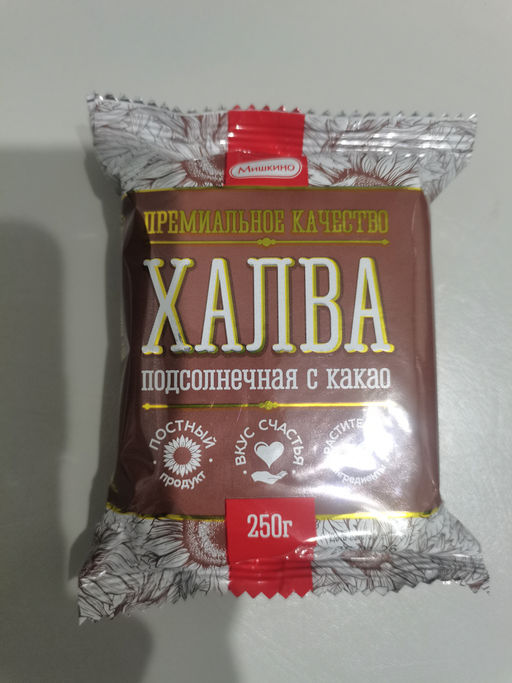 Мишкино
ПРЕМИАЛЬНОЕ КАЧЕСТВО
ХАЛВА
ПОДСОЛНЕЧНАЯ С КАКАО
ПОСТНЫЙ
ПРОДУКТ
ВКУС СЧАСТЬЯ
250г